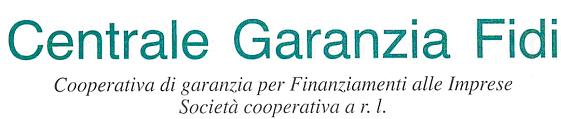 Centrale Garanzia Fidi
Cooperativa di garanzia per Finanziamenti alle Imprese
Società cooperativa a r. l.